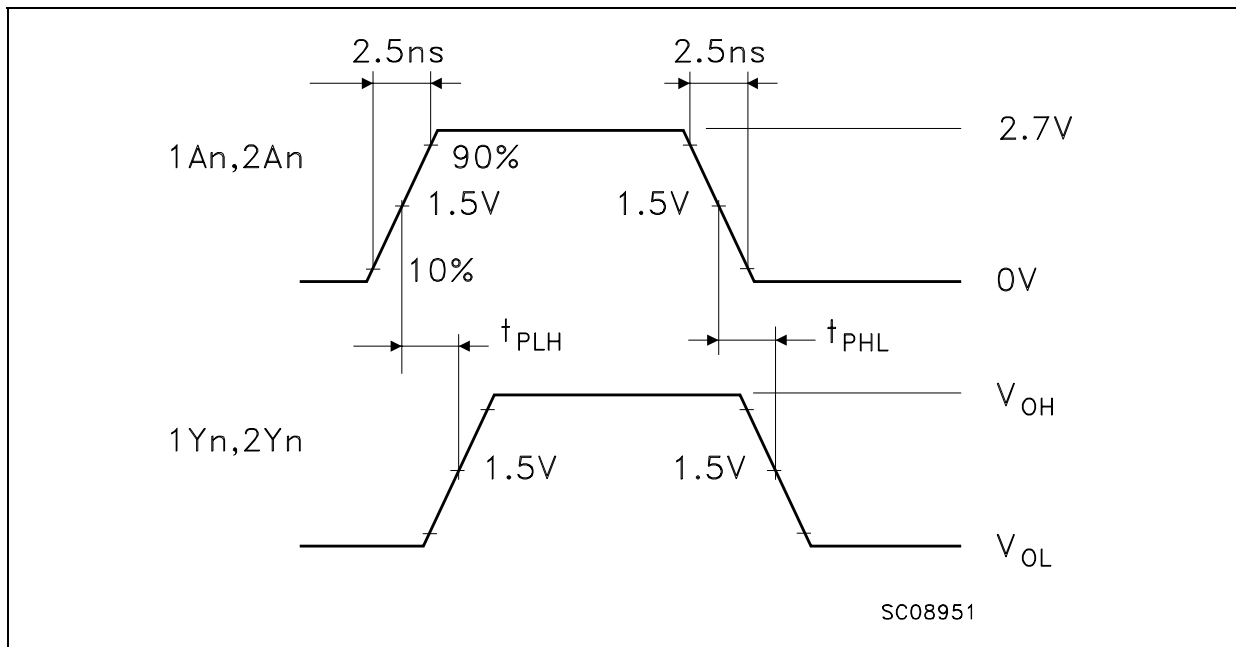 2.5ns 2.5ns
2.7V
1An,2An 90%
1.5V 1.5V
10% 0V
tPLH tPHL
VOH
1Yn,2Yn
1.5V 1.5V
VOL
SC08951